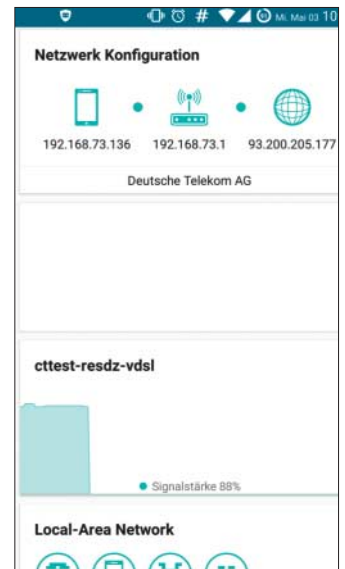 # Mi. Mai 03 10
Netzwerk Konfiguration
192.168.73.136 192.168.73.1 93.200.205.177
Deutsche Telekom AG
cttest-resdz-vdsl
Signalstärke 88%
Local-Area Network